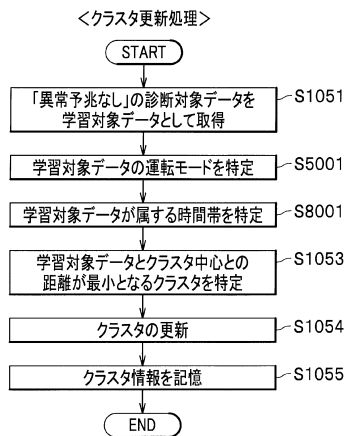 ＜クラスタ更新処理＞
START
「異常予兆なし」の診断対象データを
学習対象データとして取得
S1051
学習対象データの運転モードを特定
S5001
学習対象データが属する時間帯を特定
S8001
学習対象データとクラスタ中心との
距離が最小となるクラスタを特定
S1053
クラスタの更新
S1054
クラスタ情報を記憶
S1055
END